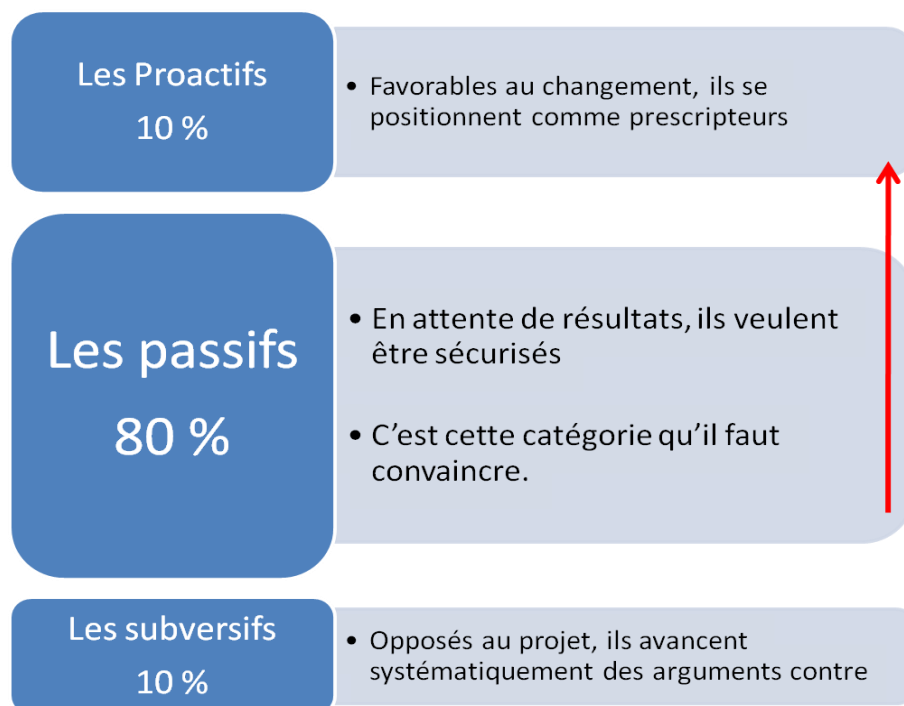 Les Proactifs
10 %
• Favorables au changement, ils se
positionnent comme prescripteurs
Les passifs
80 %
• En attente de résultats, ils veulent
être sécurisés
• C’est cette catégorie qu’il faut
convaincre.
Les subversifs
10 %
• Opposés au projet, ils avancent
systématiquement des arguments contre